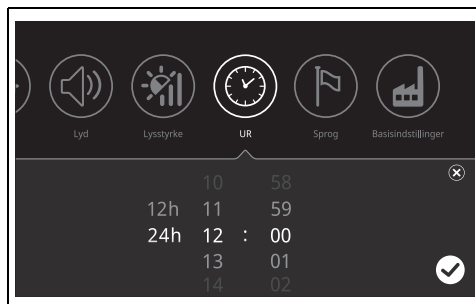 Lyd Lysstyrke UR Sprog Basisindstillinger
10 58
12h 11 59
24h 12 : 00
13 01
14 02